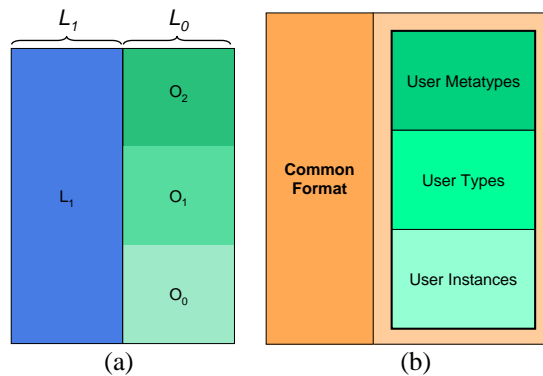 L₁ L₀
L₁
O₂
O₁
O₀
(a)
Common
Format
User Metatypes
User Types
User Instances
(b)